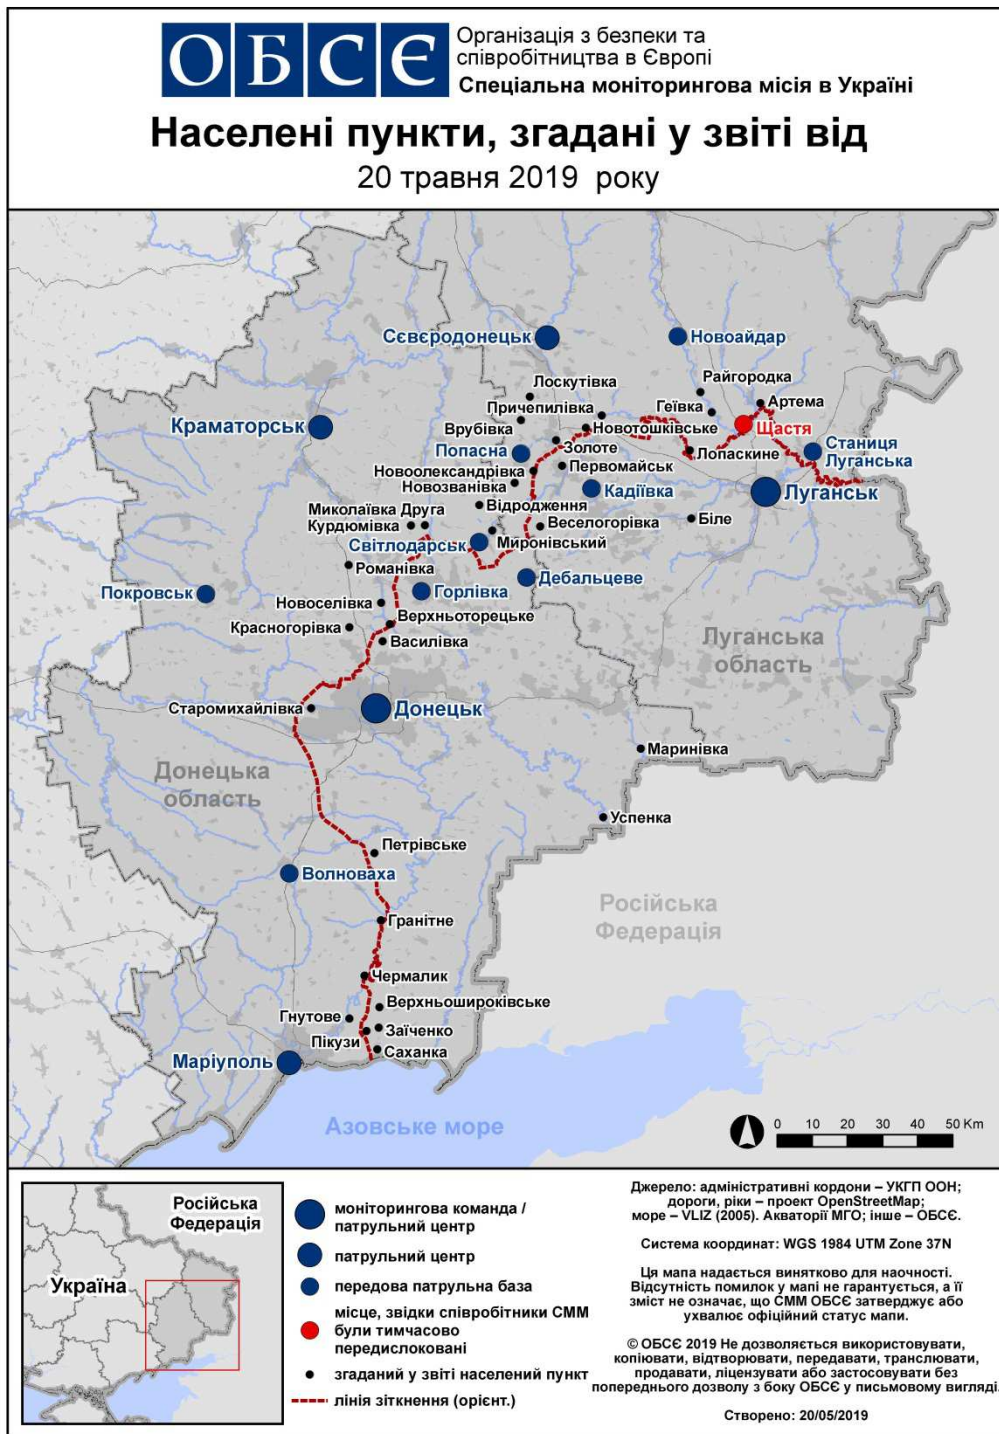 ОБСЄ
Організація з безпеки та
співробітництва в Європі
Спеціальна моніторингова місія в Україні
Населені пункти, згадані у звіті від
20 травня 2019 року
Сєвєродонецьк
Новоайдар
Райгородка
Лоскутівка
Артема
Причепилівка
Геївка
Краматорськ
Врубівка
Новотошківське
Щастя
Золоте
Станиця
Луганська
Попасна
Лопаскине
Новоолександрівка
Первомайськ
Новозванівка
Кадіївка
Луганськ
Миколаївка Друга
Відродження
Курдюмівка
Веселогорівка
Біле
Світлодарськ
Миронівський
Романівка
Дебальцеве
Покровськ
Горлівка
Новоселівка
Верхньоторецьке
Красногорівка
Василівка
Луганська
область
Старомихайлівка
Донецьк
Маринівка
Донецька
область
Успенка
Петрівське
Волноваха
Російська
Федерація
Гранітне
Чермалик
Верхньошироківське
Гнутове
Заїченко
Пікузи
Саханка
Маріуполь
Азовське море
0 10 20 30 40 50 Km
Російська
Федерація
Україна
моніторингова команда /
патрульний центр
патрульний центр
передова патрульна база
місце, звідки співробітники СММ
були тимчасово
передислоковані
згаданий у звіті населений пункт
лінія зіткнення (орієнт.)
Джерело: адміністративні кордони – УКГП ООН;
дороги, ріки – проект OpenStreetMap;
море – VLIZ (2005). Акваторії МГО; інше – ОБСЄ.
Система координат: WGS 1984 UTM Zone 37N
Ця мапа надається винятково для наочності.
Відсутність помилок у мапі не гарантується, а її
зміст не означає, що СММ ОБСЄ затверджує або
ухвалює офіційний статус мапи.
© ОБСЄ 2019 Не дозволяється використовувати,
копіювати, відтворювати, передавати, транслювати,
продавати, ліцензувати або застосовувати без
попереднього дозволу з боку ОБСЄ у письмовому вигляді.
Створено: 20/05/2019